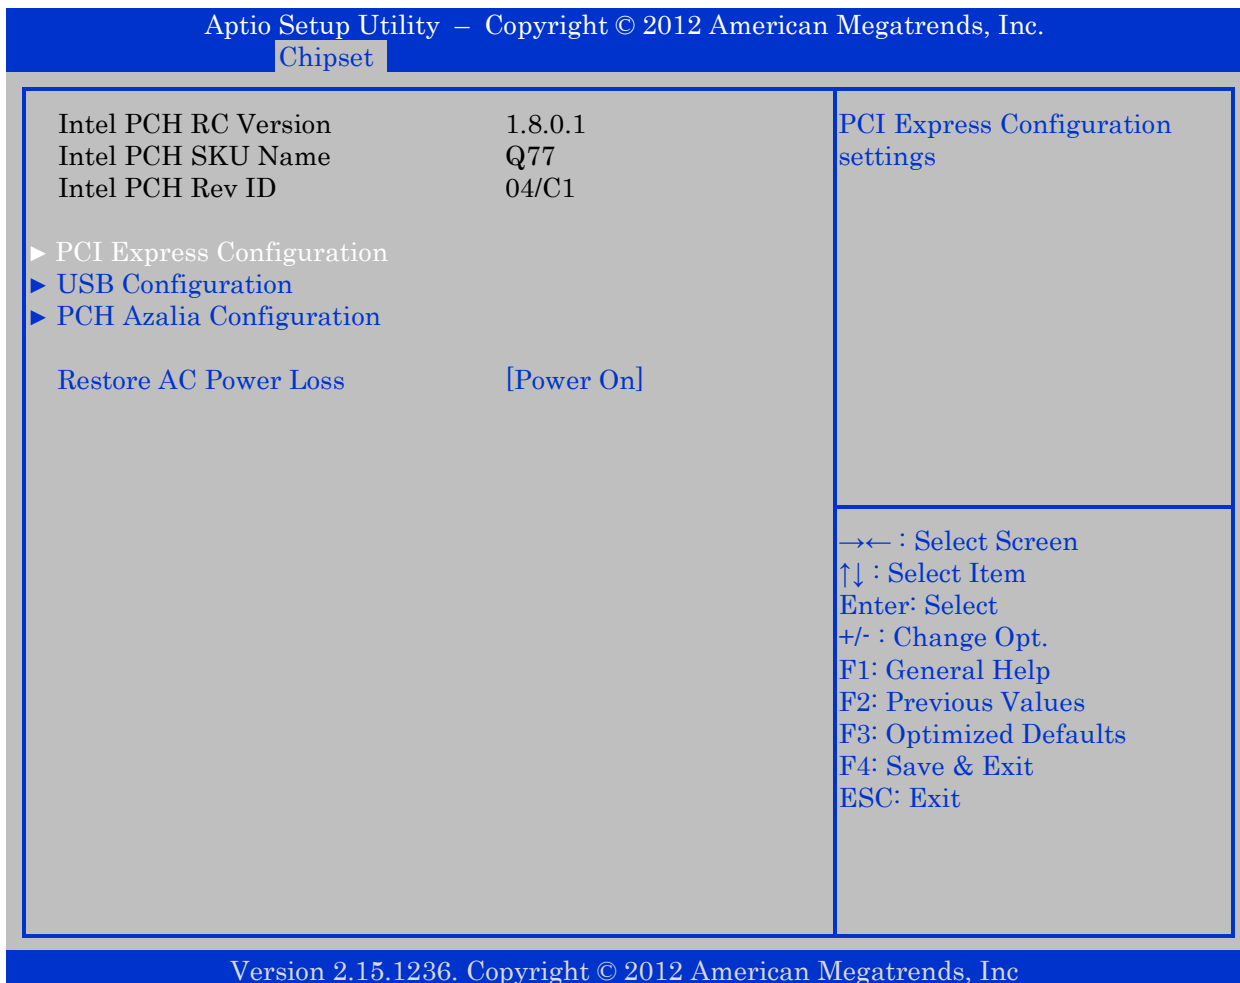 Aptio Setup Utility – Copyright © 2012 American Megatrends, Inc.
Chipset
Intel PCH RC Version 1.8.0.1
Intel PCH SKU Name Q77
Intel PCH Rev ID 04/C1
► PCI Express Configuration
► USB Configuration
► PCH Azalia Configuration
Restore AC Power Loss [Power On]
PCI Express Configuration
settings
→← : Select Screen
↑↓ : Select Item
Enter: Select
+/- : Change Opt.
F1: General Help
F2: Previous Values
F3: Optimized Defaults
F4: Save & Exit
ESC: Exit
Version 2.15.1236. Copyright © 2012 American Megatrends, Inc